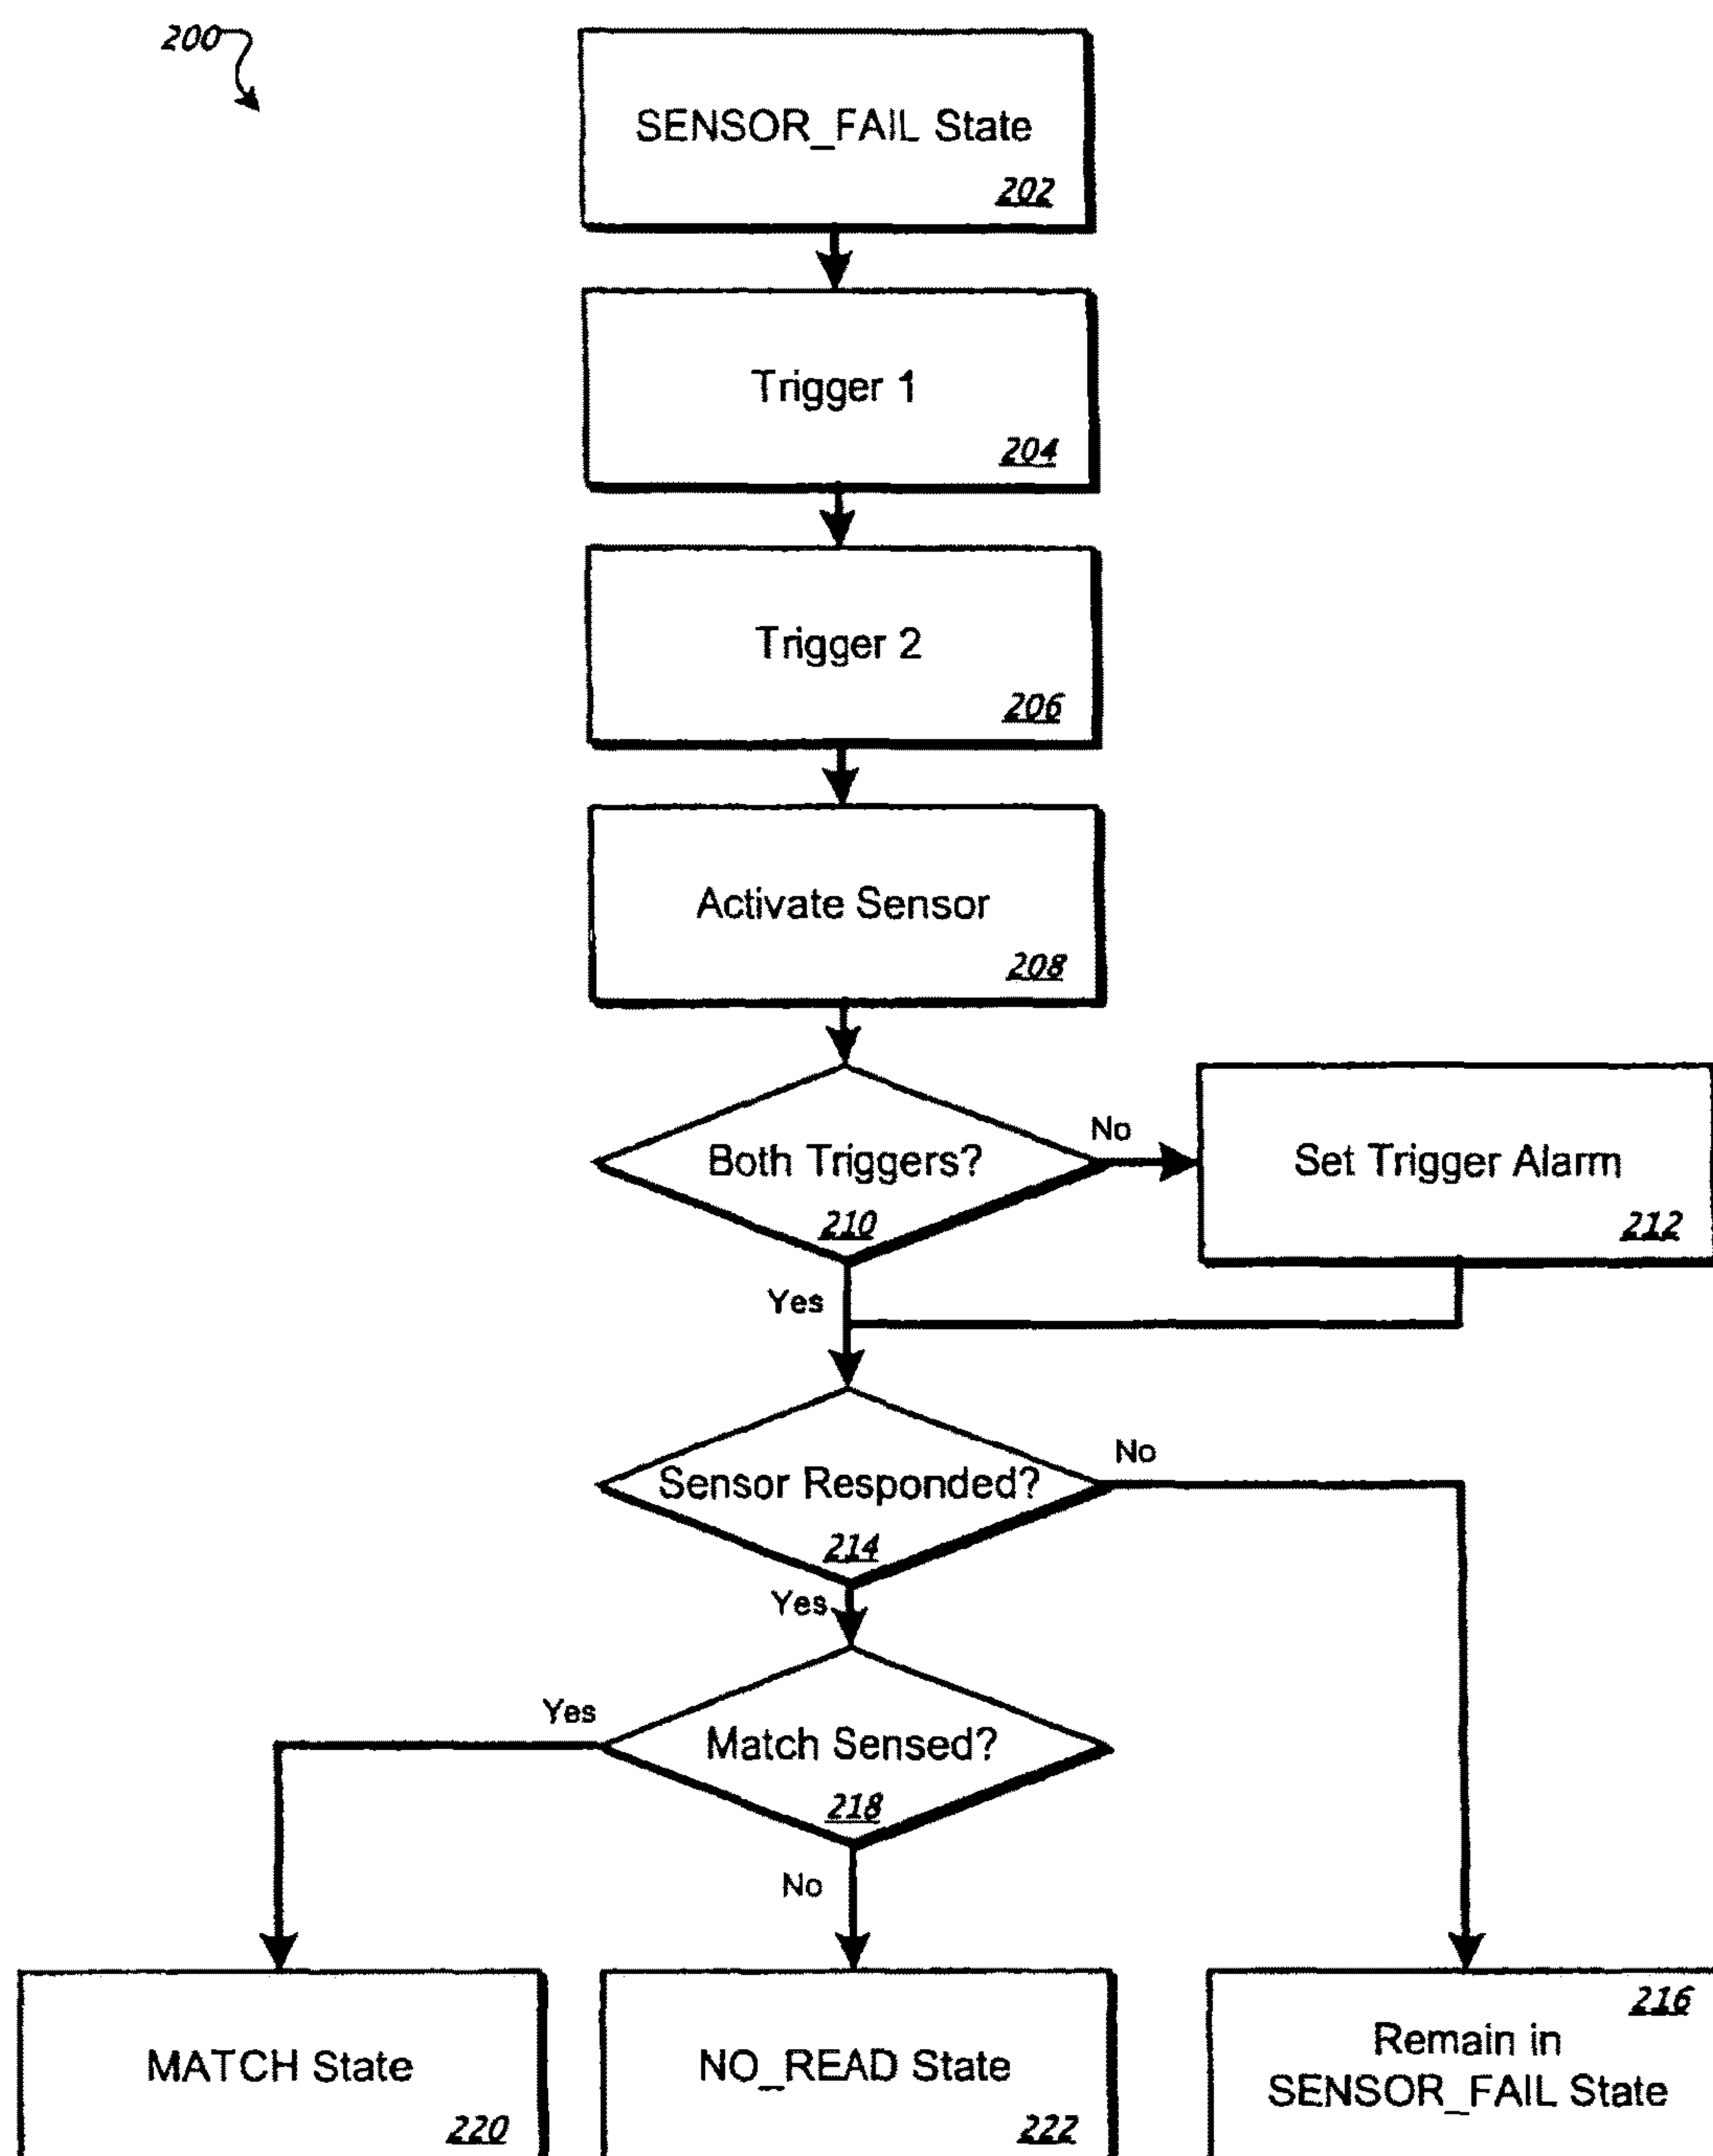 200
SENSOR_FAIL State
202
Trigger 1
204
Trigger 2
206
Activate Sensor
208
Both Triggers?
210
No
Set Trigger Alarm
212
Yes
Sensor Responded?
214
No
Yes
Match Sensed?
218
Yes
No
MATCH State
220
NO_READ State
222
216
Remain in
SENSOR_FAIL State